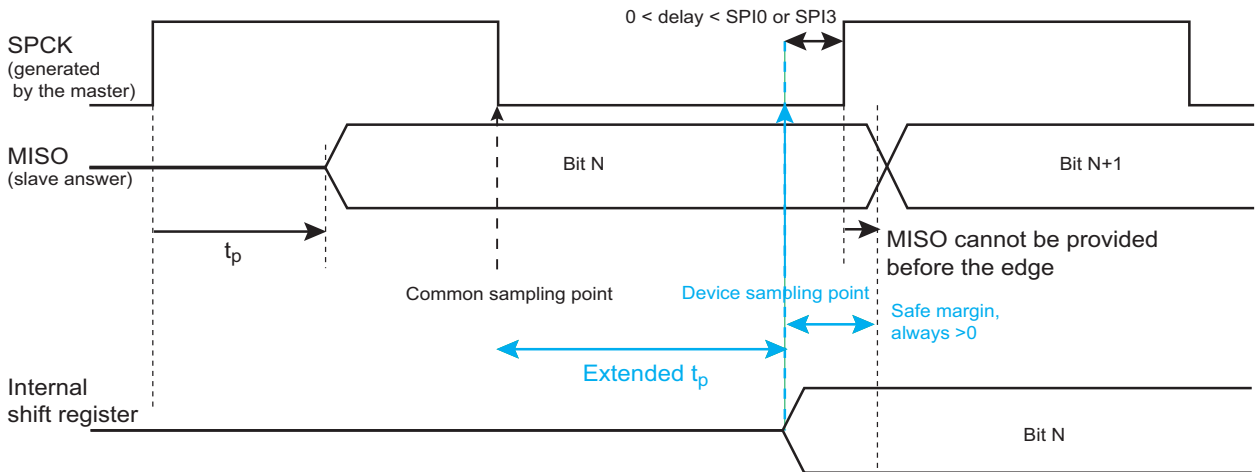 0 < delay < SPI0 or SPI3
SPCK
(generated
by the master)
MISO
(slave answer)
Bit N
Bit N+1
tp
MISO cannot be provided
before the edge
Common sampling point
Device sampling point
Safe margin,
always >0
Extended tp
Internal
shift register
Bit N